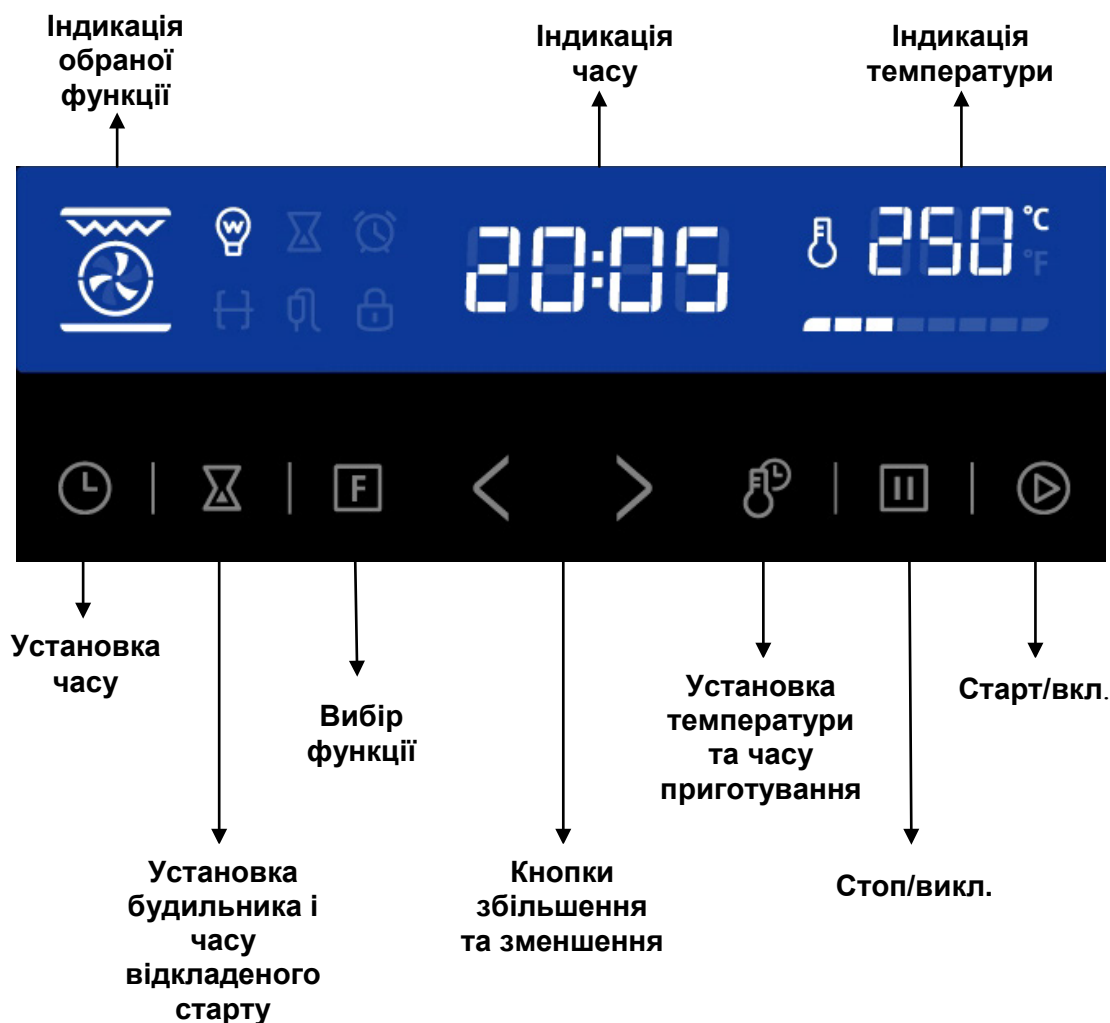 Індикація
обраної
функції
Індикація
часу
Індикація
температури
W
20:05
250
°C
°F
F
Установка
часу
Вибір
функції
Установка
температури
та часу
приготування
Старт/вкл.
Установка
будильника і
часу
відкладеного
старту
Кнопки
збільшення
та зменшення
Стоп/викл.